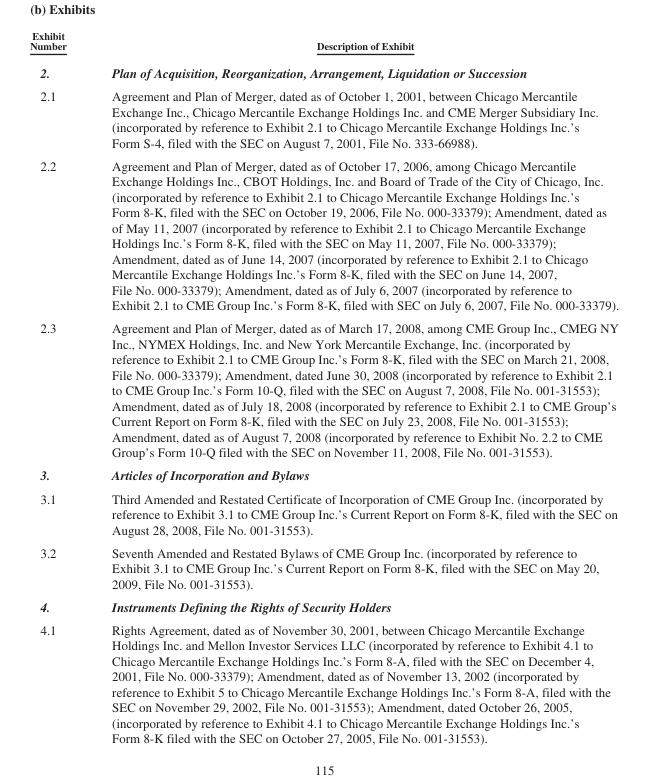 (b) Exhibits
Exhibit
Number
Description of Exhibit
2. Plan of Acquisition, Reorganization, Arrangement, Liquidation or Succession
2.1 Agreement and Plan of Merger, dated as of October 1, 2001, between Chicago Mercantile
Exchange Inc., Chicago Mercantile Exchange Holdings Inc. and CME Merger Subsidiary Inc.
(incorporated by reference to Exhibit 2.1 to Chicago Mercantile Exchange Holdings Inc.’s
Form S-4, filed with the SEC on August 7, 2001, File No. 333-66988).
2.2 Agreement and Plan of Merger, dated as of October 17, 2006, among Chicago Mercantile
Exchange Holdings Inc., CBOT Holdings, Inc. and Board of Trade of the City of Chicago, Inc.
(incorporated by reference to Exhibit 2.1 to Chicago Mercantile Exchange Holdings Inc.’s
Form 8-K, filed with the SEC on October 19, 2006, File No. 000-33379); Amendment, dated as
of May 11, 2007 (incorporated by reference to Exhibit 2.1 to Chicago Mercantile Exchange
Holdings Inc.’s Form 8-K, filed with the SEC on May 11, 2007, File No. 000-33379);
Amendment, dated as of June 14, 2007 (incorporated by reference to Exhibit 2.1 to Chicago
Mercantile Exchange Holdings Inc.’s Form 8-K, filed with the SEC on June 14, 2007,
File No. 000-33379); Amendment, dated as of July 6, 2007 (incorporated by reference to
Exhibit 2.1 to CME Group Inc.’s Form 8-K, filed with SEC on July 6, 2007, File No. 000-33379).
2.3 Agreement and Plan of Merger, dated as of March 17, 2008, among CME Group Inc., CMEG NY
Inc., NYMEX Holdings, Inc. and New York Mercantile Exchange, Inc. (incorporated by
reference to Exhibit 2.1 to CME Group Inc.’s Form 8-K, filed with the SEC on March 21, 2008,
File No. 000-33379); Amendment, dated June 30, 2008 (incorporated by reference to Exhibit 2.1
to CME Group Inc.’s Form 10-Q, filed with the SEC on August 7, 2008, File No. 001-31553);
Amendment, dated as of July 18, 2008 (incorporated by reference to Exhibit 2.1 to CME Group’s
Current Report on Form 8-K, filed with the SEC on July 23, 2008, File No. 001-31553);
Amendment, dated as of August 7, 2008 (incorporated by reference to Exhibit No. 2.2 to CME
Group’s Form 10-Q filed with the SEC on November 11, 2008, File No. 001-31553).
3. Articles of Incorporation and Bylaws
3.1 Third Amended and Restated Certificate of Incorporation of CME Group Inc. (incorporated by
reference to Exhibit 3.1 to CME Group Inc.’s Current Report on Form 8-K, filed with the SEC on
August 28, 2008, File No. 001-31553).
3.2 Seventh Amended and Restated Bylaws of CME Group Inc. (incorporated by reference to
Exhibit 3.1 to CME Group Inc.’s Current Report on Form 8-K, filed with the SEC on May 20,
2009, File No. 001-31553).
4. Instruments Defining the Rights of Security Holders
4.1 Rights Agreement, dated as of November 30, 2001, between Chicago Mercantile Exchange
Holdings Inc. and Mellon Investor Services LLC (incorporated by reference to Exhibit 4.1 to
Chicago Mercantile Exchange Holdings Inc.’s Form 8-A, filed with the SEC on December 4,
2001, File No. 000-33379); Amendment, dated as of November 13, 2002 (incorporated by
reference to Exhibit 5 to Chicago Mercantile Exchange Holdings Inc.’s Form 8-A, filed with the
SEC on November 29, 2002, File No. 001-31553); Amendment, dated October 26, 2005,
(incorporated by reference to Exhibit 4.1 to Chicago Mercantile Exchange Holdings Inc.’s
Form 8-K filed with the SEC on October 27, 2005, File No. 001-31553).
115